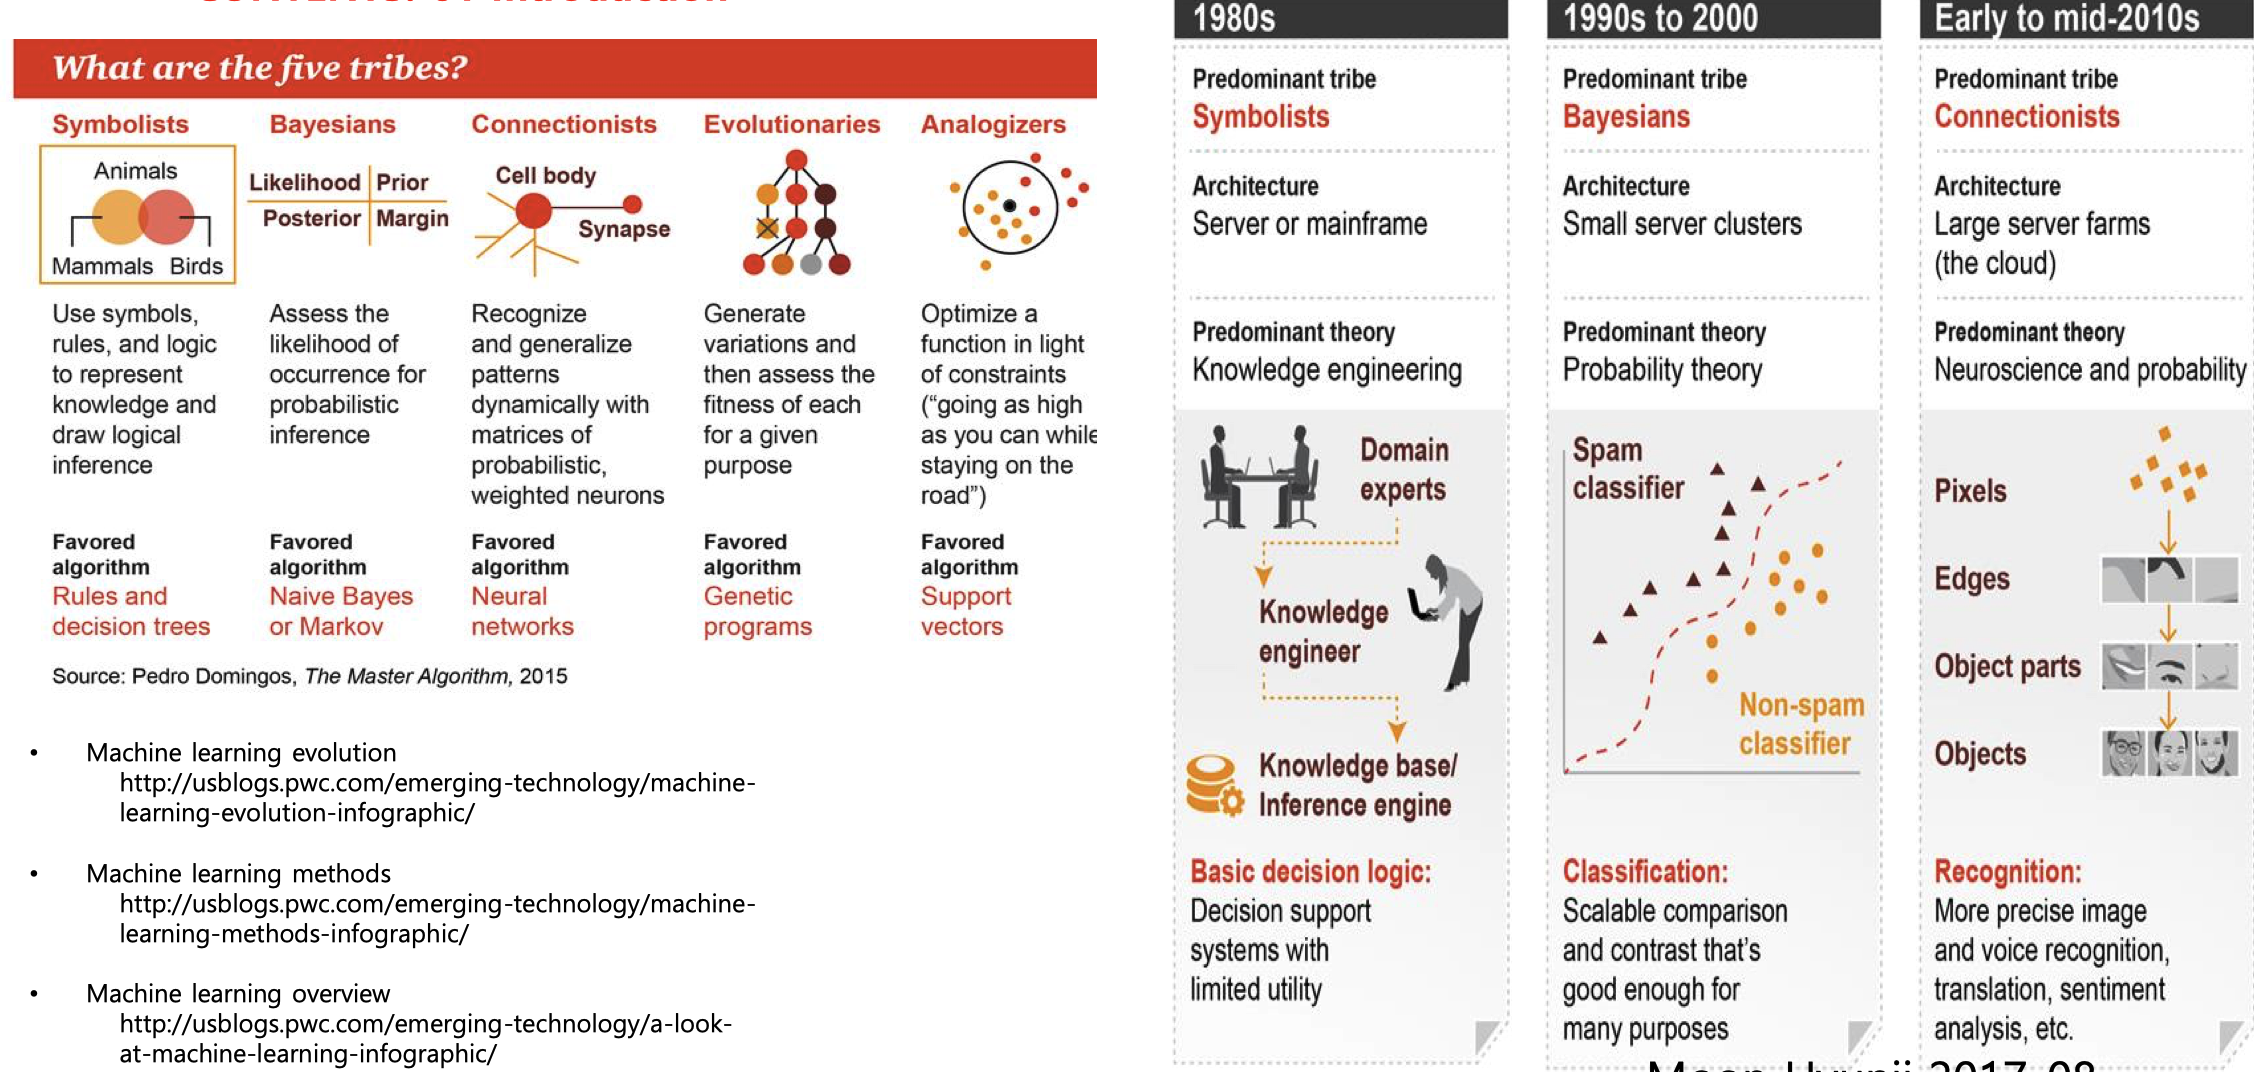 What are the five tribes?
Symbolists
Animals
Mammals Birds
Use symbols,
rules, and logic
to represent
knowledge and
draw logical
inference
Favored
algorithm
Rules and
decision trees
Bayesians
Likelihood Prior
Posterior Margin
Assess the
likelihood of
occurrence for
probabilistic
inference
Favored
algorithm
Naive Bayes
or Markov
Connectionists
Cell body
Synapse
Recognize
and generalize
patterns
dynamically with
matrices of
probabilistic,
weighted neurons
Favored
algorithm
Neural
networks
Evolutionaries
Generate
variations and
then assess the
fitness of each
for a given
purpose
Favored
algorithm
Genetic
programs
Analogizers
Optimize a
function in light
of constraints
(“going as high
as you can while
staying on the
road”)
Favored
algorithm
Support
vectors
Source: Pedro Domingos, The Master Algorithm, 2015
• Machine learning evolution
http://usblogs.pwc.com/emerging-technology/machine-
learning-evolution-infographic/
• Machine learning methods
http://usblogs.pwc.com/emerging-technology/machine-
learning-methods-infographic/
• Machine learning overview
http://usblogs.pwc.com/emerging-technology/a-look-
at-machine-learning-infographic/
1980s
Predominant tribe
Symbolists
Architecture
Server or mainframe
Predominant theory
Knowledge engineering
Domain
experts
Knowledge
engineer
Knowledge base/
Inference engine
Basic decision logic:
Decision support
systems with
limited utility
1990s to 2000
Predominant tribe
Bayesians
Architecture
Small server clusters
Predominant theory
Probability theory
Spam
classifier
Non-spam
classifier
Classification:
Scalable comparison
and contrast that’s
good enough for
many purposes
Early to mid-2010s
Predominant tribe
Connectionists
Architecture
Large server farms
(the cloud)
Predominant theory
Neuroscience and probability
Pixels
Edges
Object parts
Objects
Recognition:
More precise image
and voice recognition,
translation, sentiment
analysis, etc.